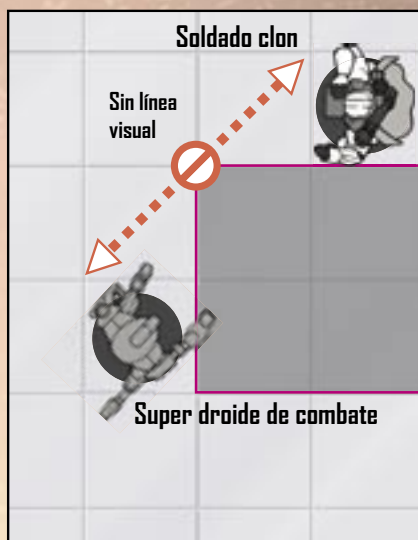 Soldado clon
Sin línea
visual
Super droide de combate